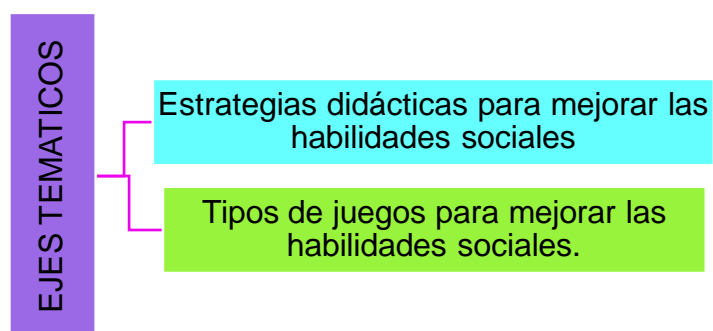 EJES TEMATICOS
Estrategias didácticas para mejorar las
habilidades sociales
Tipos de juegos para mejorar las
habilidades sociales.